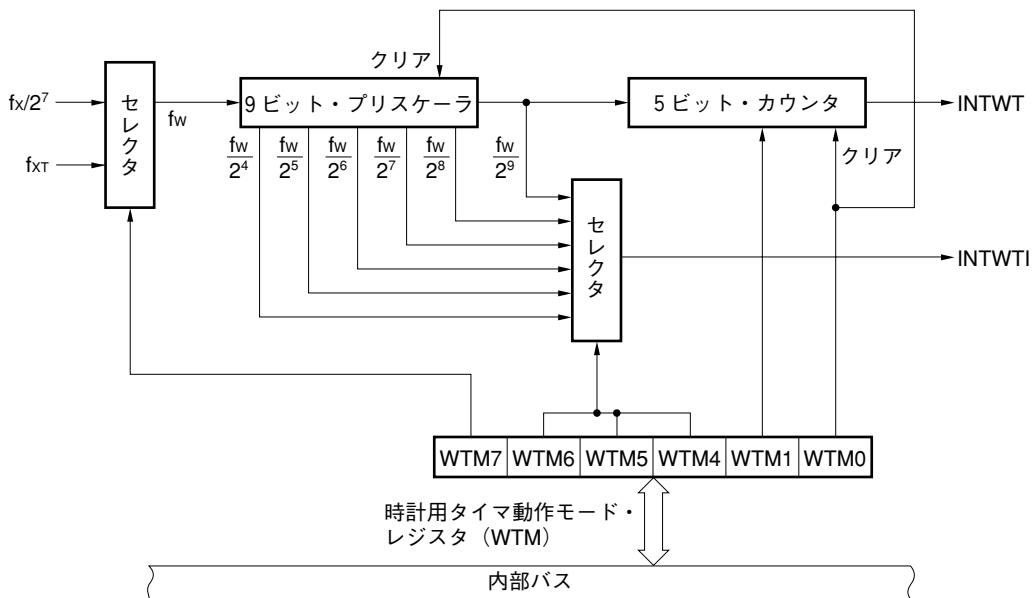 クリア
fX/2⁷
fXT
セレクタ
fW
9 ビット・プリスケーラ
5 ビット・カウンタ
INTWT
fW/2⁴
fW/2⁵
fW/2⁶
fW/2⁷
fW/2⁸
fW/2⁹
クリア
セレクタ
INTWTI
WTM7 WTM6 WTM5 WTM4 WTM1 WTM0
時計用タイマ動作モード・
レジスタ（WTM）
内部バス